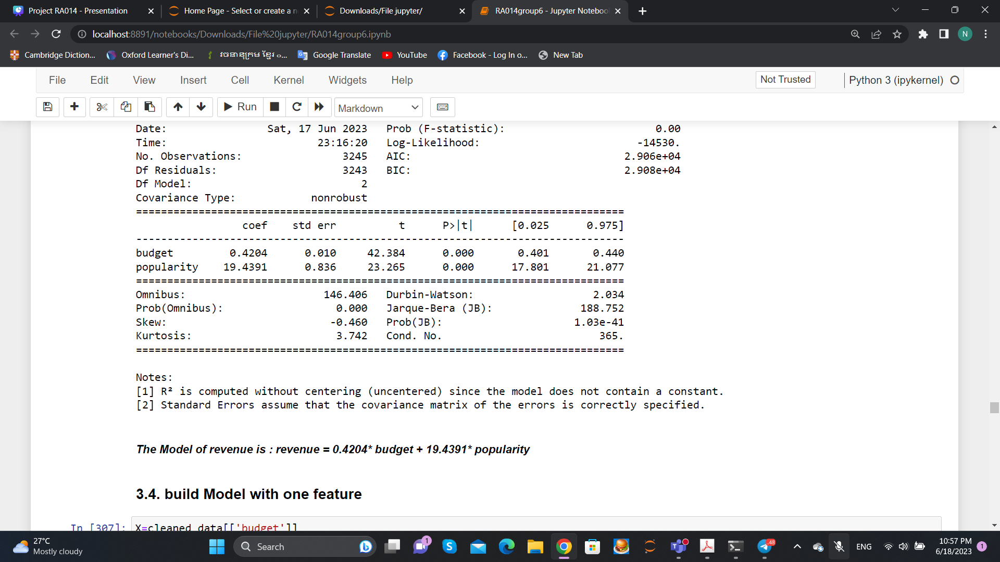 Project RA014 - Presentation
Home Page - Select or create a n
Downloads/File jupyter/
RA014group6 - Jupyter Noteboo
localhost:8891/notebooks/Downloads/File%20jupyter/RA014group6.ipynb
N
Cambridge Diction...
Oxford Learner's Di...
វចនានុក្រម ខ្មែរ ‹›...
Google Translate
YouTube
Facebook - Log In o...
New Tab
File Edit View Insert Cell Kernel Widgets Help
Not Trusted
Python 3 (ipykernel)
Run
Markdown
Date: Sat, 17 Jun 2023 Prob (F-statistic): 0.00
Time: 23:16:20 Log-Likelihood: -14530.
No. Observations: 3245 AIC: 2.906e+04
Df Residuals: 3243 BIC: 2.908e+04
Df Model: 2
Covariance Type: nonrobust
==============================================================================
coef std err t P>|t| [0.025 0.975]
------------------------------------------------------------------------------
budget 0.4204 0.010 42.384 0.000 0.401 0.440
popularity 19.4391 0.836 23.265 0.000 17.801 21.077
==============================================================================
Omnibus: 146.406 Durbin-Watson: 2.034
Prob(Omnibus): 0.000 Jarque-Bera (JB): 188.752
Skew: -0.460 Prob(JB): 1.03e-41
Kurtosis: 3.742 Cond. No. 365.
==============================================================================
Notes:
[1] R² is computed without centering (uncentered) since the model does not contain a constant.
[2] Standard Errors assume that the covariance matrix of the errors is correctly specified.
The Model of revenue is : revenue = 0.4204* budget + 19.4391* popularity
3.4. build Model with one feature
In [307]: X=cleaned_data[['budget']]
27°C
Mostly cloudy
Search
1
48
ENG
10:57 PM
6/18/2023
1